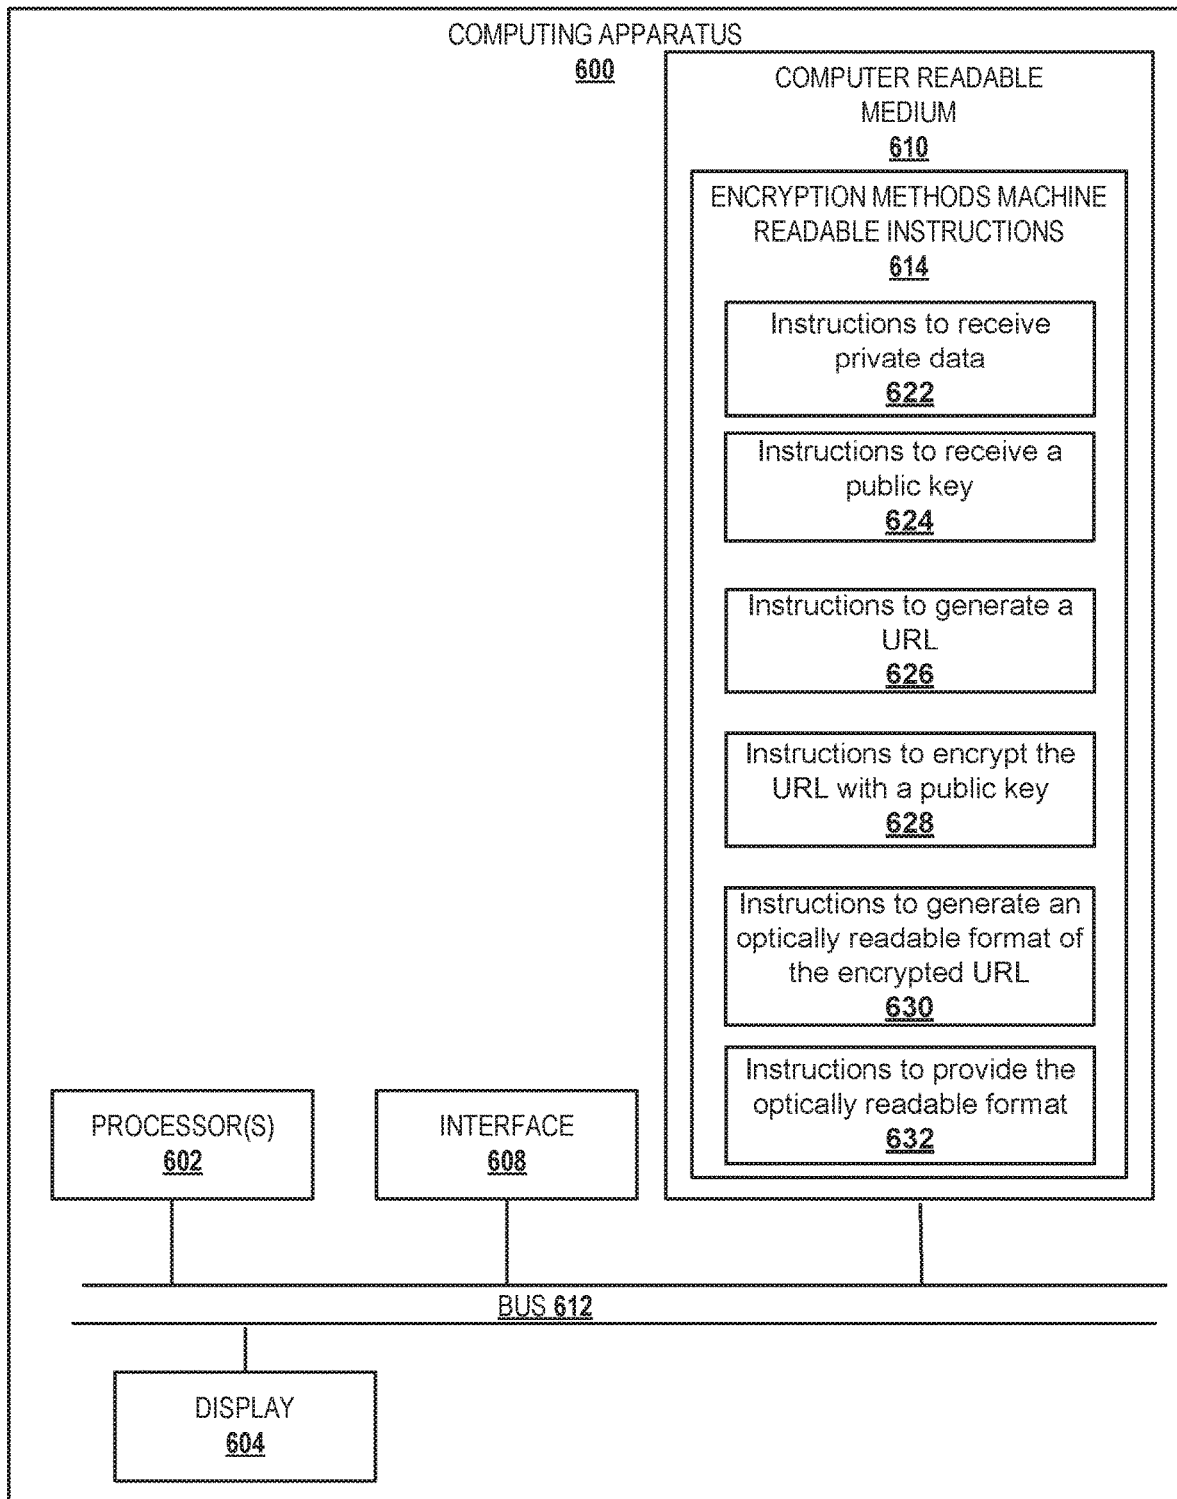 COMPUTING APPARATUS
600
COMPUTER READABLE
MEDIUM
610
ENCRYPTION METHODS MACHINE
READABLE INSTRUCTIONS
614
Instructions to receive
private data
622
Instructions to receive a
public key
624
Instructions to generate a
URL
626
Instructions to encrypt the
URL with a public key
628
Instructions to generate an
optically readable format of
the encrypted URL
630
Instructions to provide the
optically readable format
632
PROCESSOR(S)
602
INTERFACE
608
BUS 612
DISPLAY
604